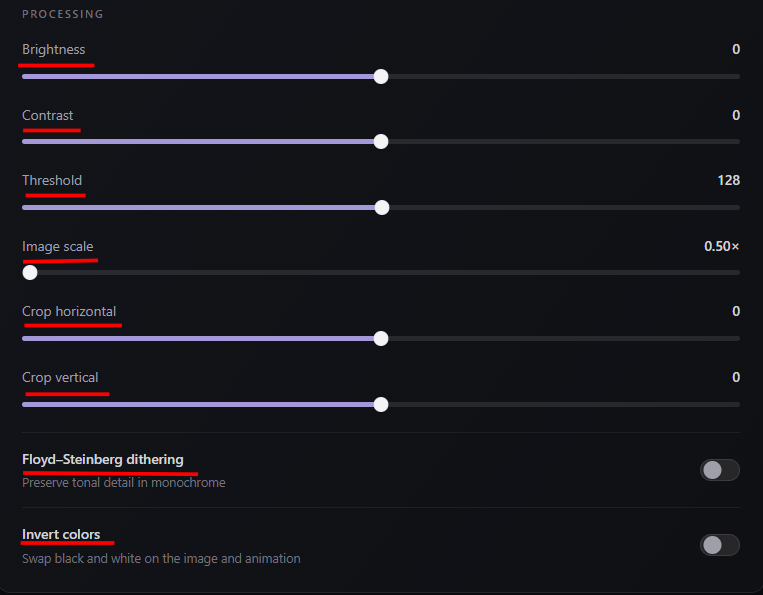 PROCESSING
Brightness 0
Contrast 0
Threshold 128
Image scale 0.50×
Crop horizontal 0
Crop vertical 0
Floyd–Steinberg dithering
Preserve tonal detail in monochrome
Invert colors
Swap black and white on the image and animation